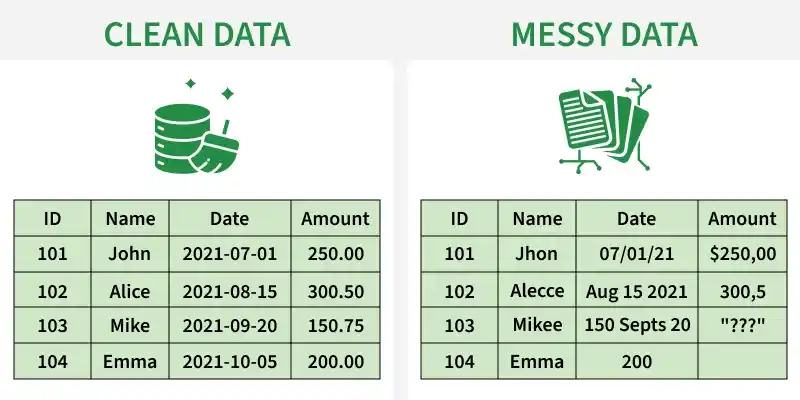 CLEAN DATA
ID Name Date Amount
101 John 2021-07-01 250.00
102 Alice 2021-08-15 300.50
103 Mike 2021-09-20 150.75
104 Emma 2021-10-05 200.00
MESSY DATA
ID Name Date Amount
101 Jhon 07/01/21 $250,00
102 Alecce Aug 15 2021 300,5
103 Mikee 150 Septs 20 "???"
104 Emma 200